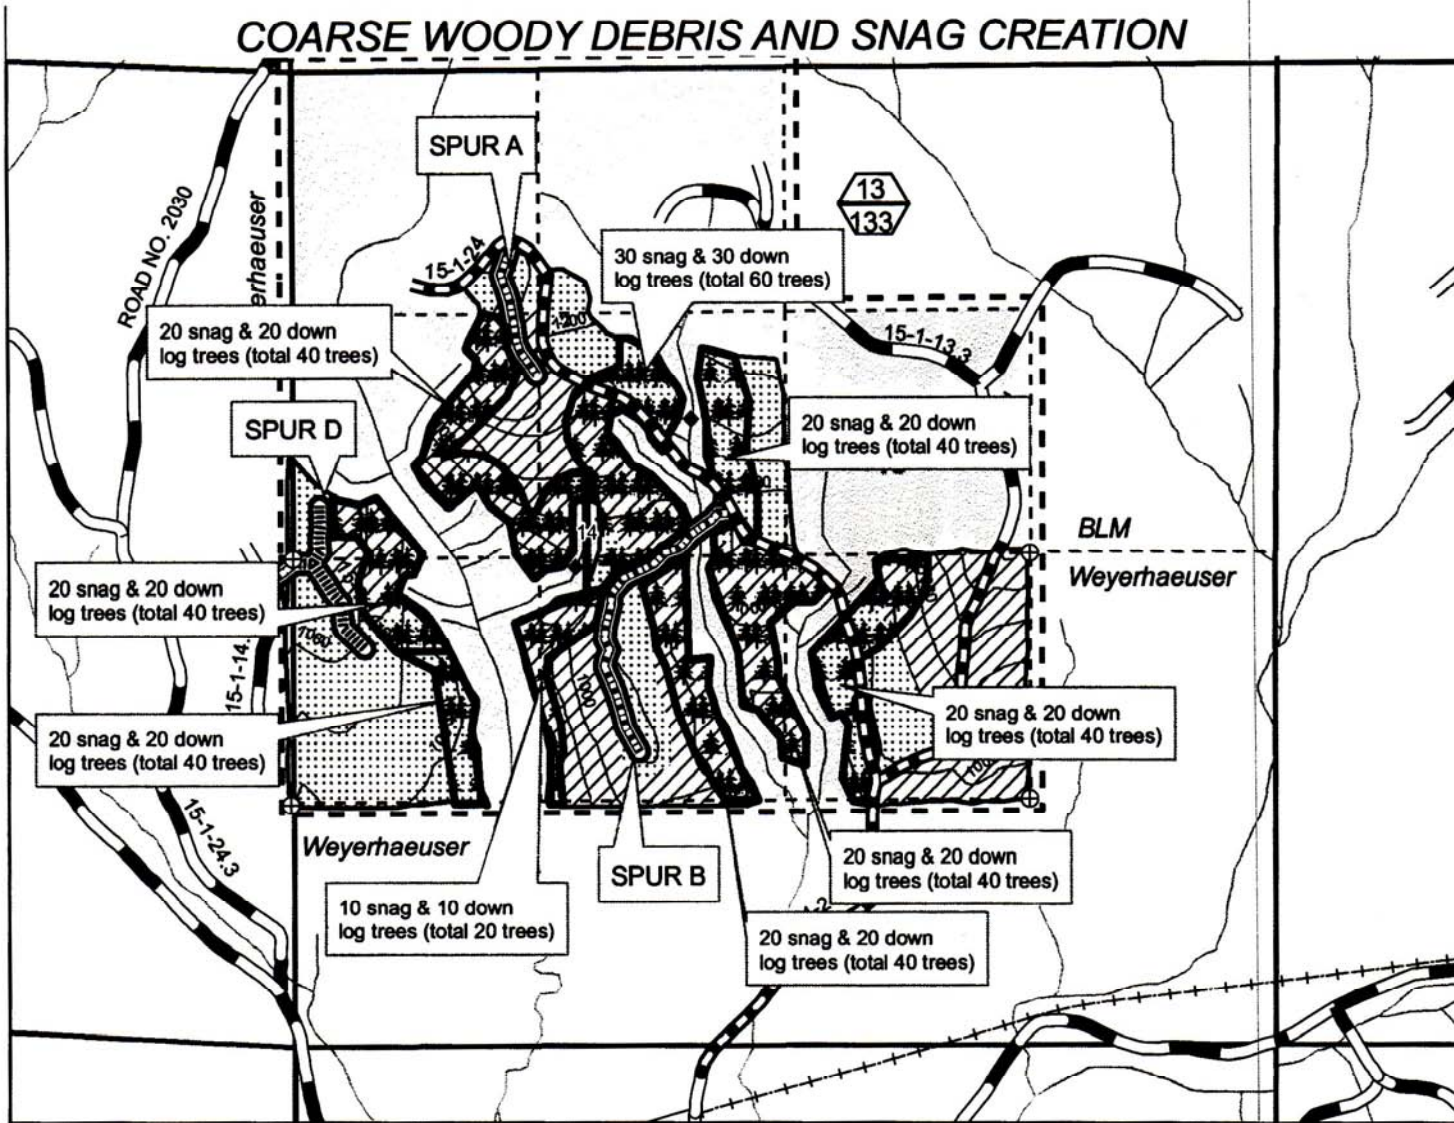 COARSE WOODY DEBRIS AND SNAG CREATION
SPUR A
13
133
ROAD NO. 2030
erhaeuser
15-1-24
30 snag & 30 down
log trees (total 60 trees)
20 snag & 20 down
log trees (total 40 trees)
1200
15-1-13.3
SPUR D
20 snag & 20 down
log trees (total 40 trees)
14
BLM
Weyerhaeuser
20 snag & 20 down
log trees (total 40 trees)
1000
15-1-14.
1000
20 snag & 20 down
log trees (total 40 trees)
20 snag & 20 down
log trees (total 40 trees)
15-1-24.3
Weyerhaeuser
SPUR B
20 snag & 20 down
log trees (total 40 trees)
10 snag & 10 down
log trees (total 20 trees)
20 snag & 20 down
log trees (total 40 trees)